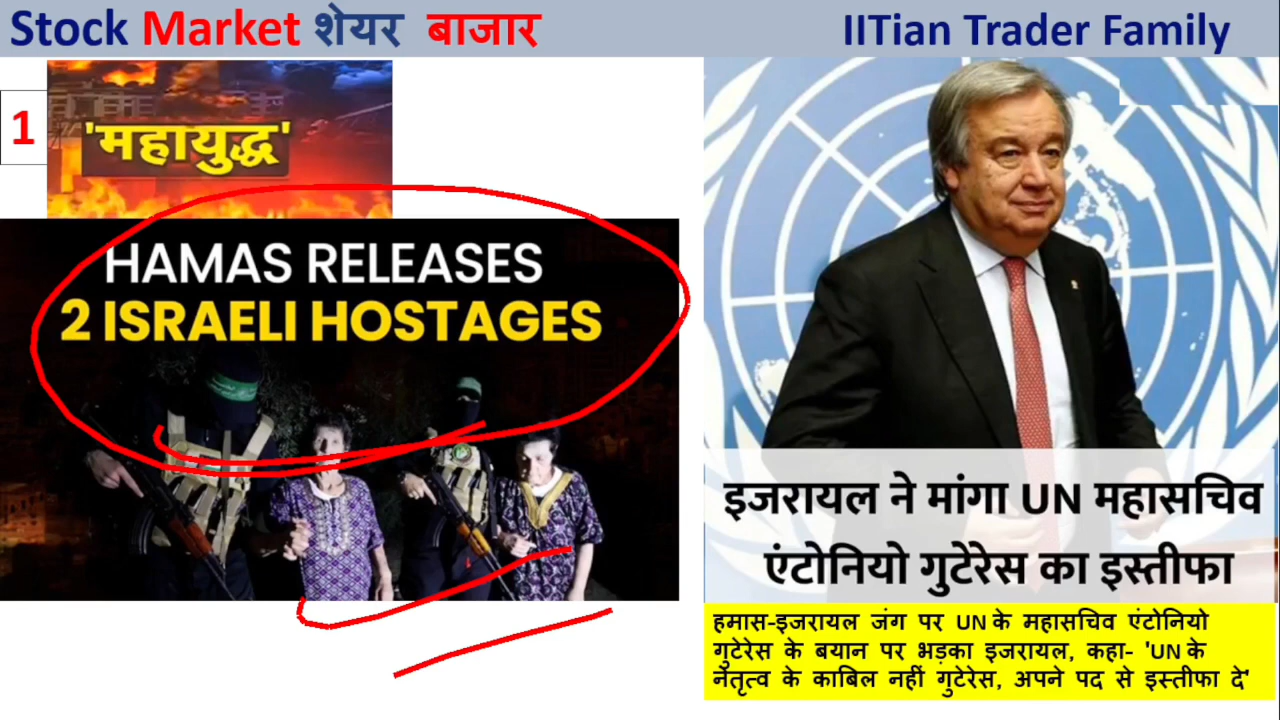 Stock Market शेयर बाजार
IITian Trader Family
1
'महायुद्ध'
HAMAS RELEASES
2 ISRAELI HOSTAGES
इजरायल ने मांगा UN महासचिव
एंटोनियो गुटेरेस का इस्तीफा
हमास-इजरायल जंग पर UN के महासचिव एंटोनियो
गुटेरेस के बयान पर भड़का इजरायल, कहा- 'UN के
नेतृत्व के काबिल नहीं गुटेरेस, अपने पद से इस्तीफा दे'